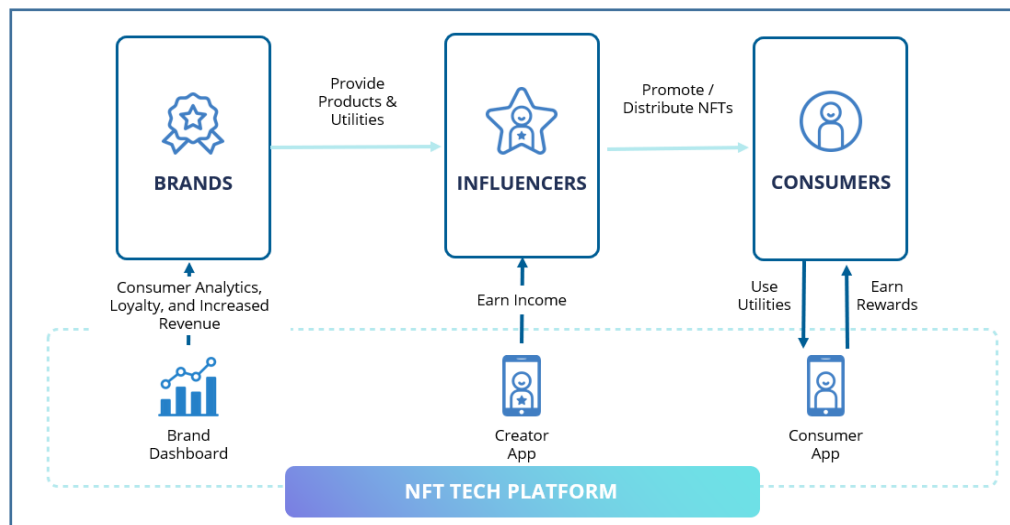 Provide
Products &
Utilities
Promote /
Distribute NFTs
BRANDS
INFLUENCERS
CONSUMERS
Consumer Analytics,
Loyalty, and Increased
Revenue
Earn Income
Use
Utilities
Earn
Rewards
Brand
Dashboard
Creator
App
Consumer
App
NFT TECH PLATFORM